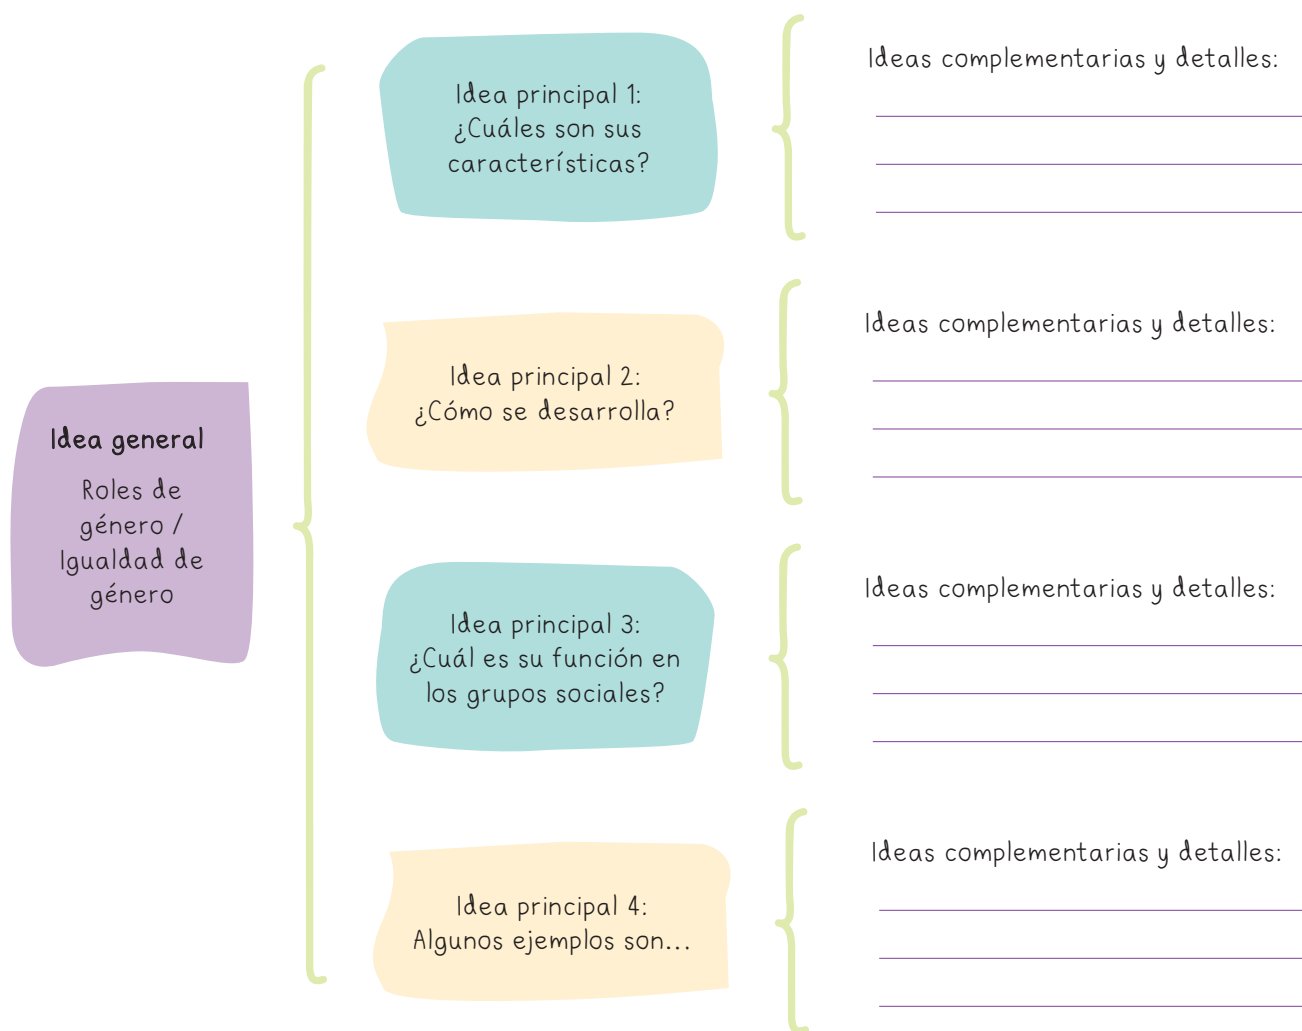 Idea general
Roles de
género /
Igualdad de
género
Idea principal 1:
¿Cuáles son sus
característísticas?
Ideas complementarias y detalles:
Idea principal 2:
¿Cómo se desarrolla?
Ideas complementarias y detalles:
Idea principal 3:
¿Cuál es su función en
los grupos sociales?
Ideas complementarias y detalles:
Idea principal 4:
Algunos ejemplos son...
Ideas complementarias y detalles: